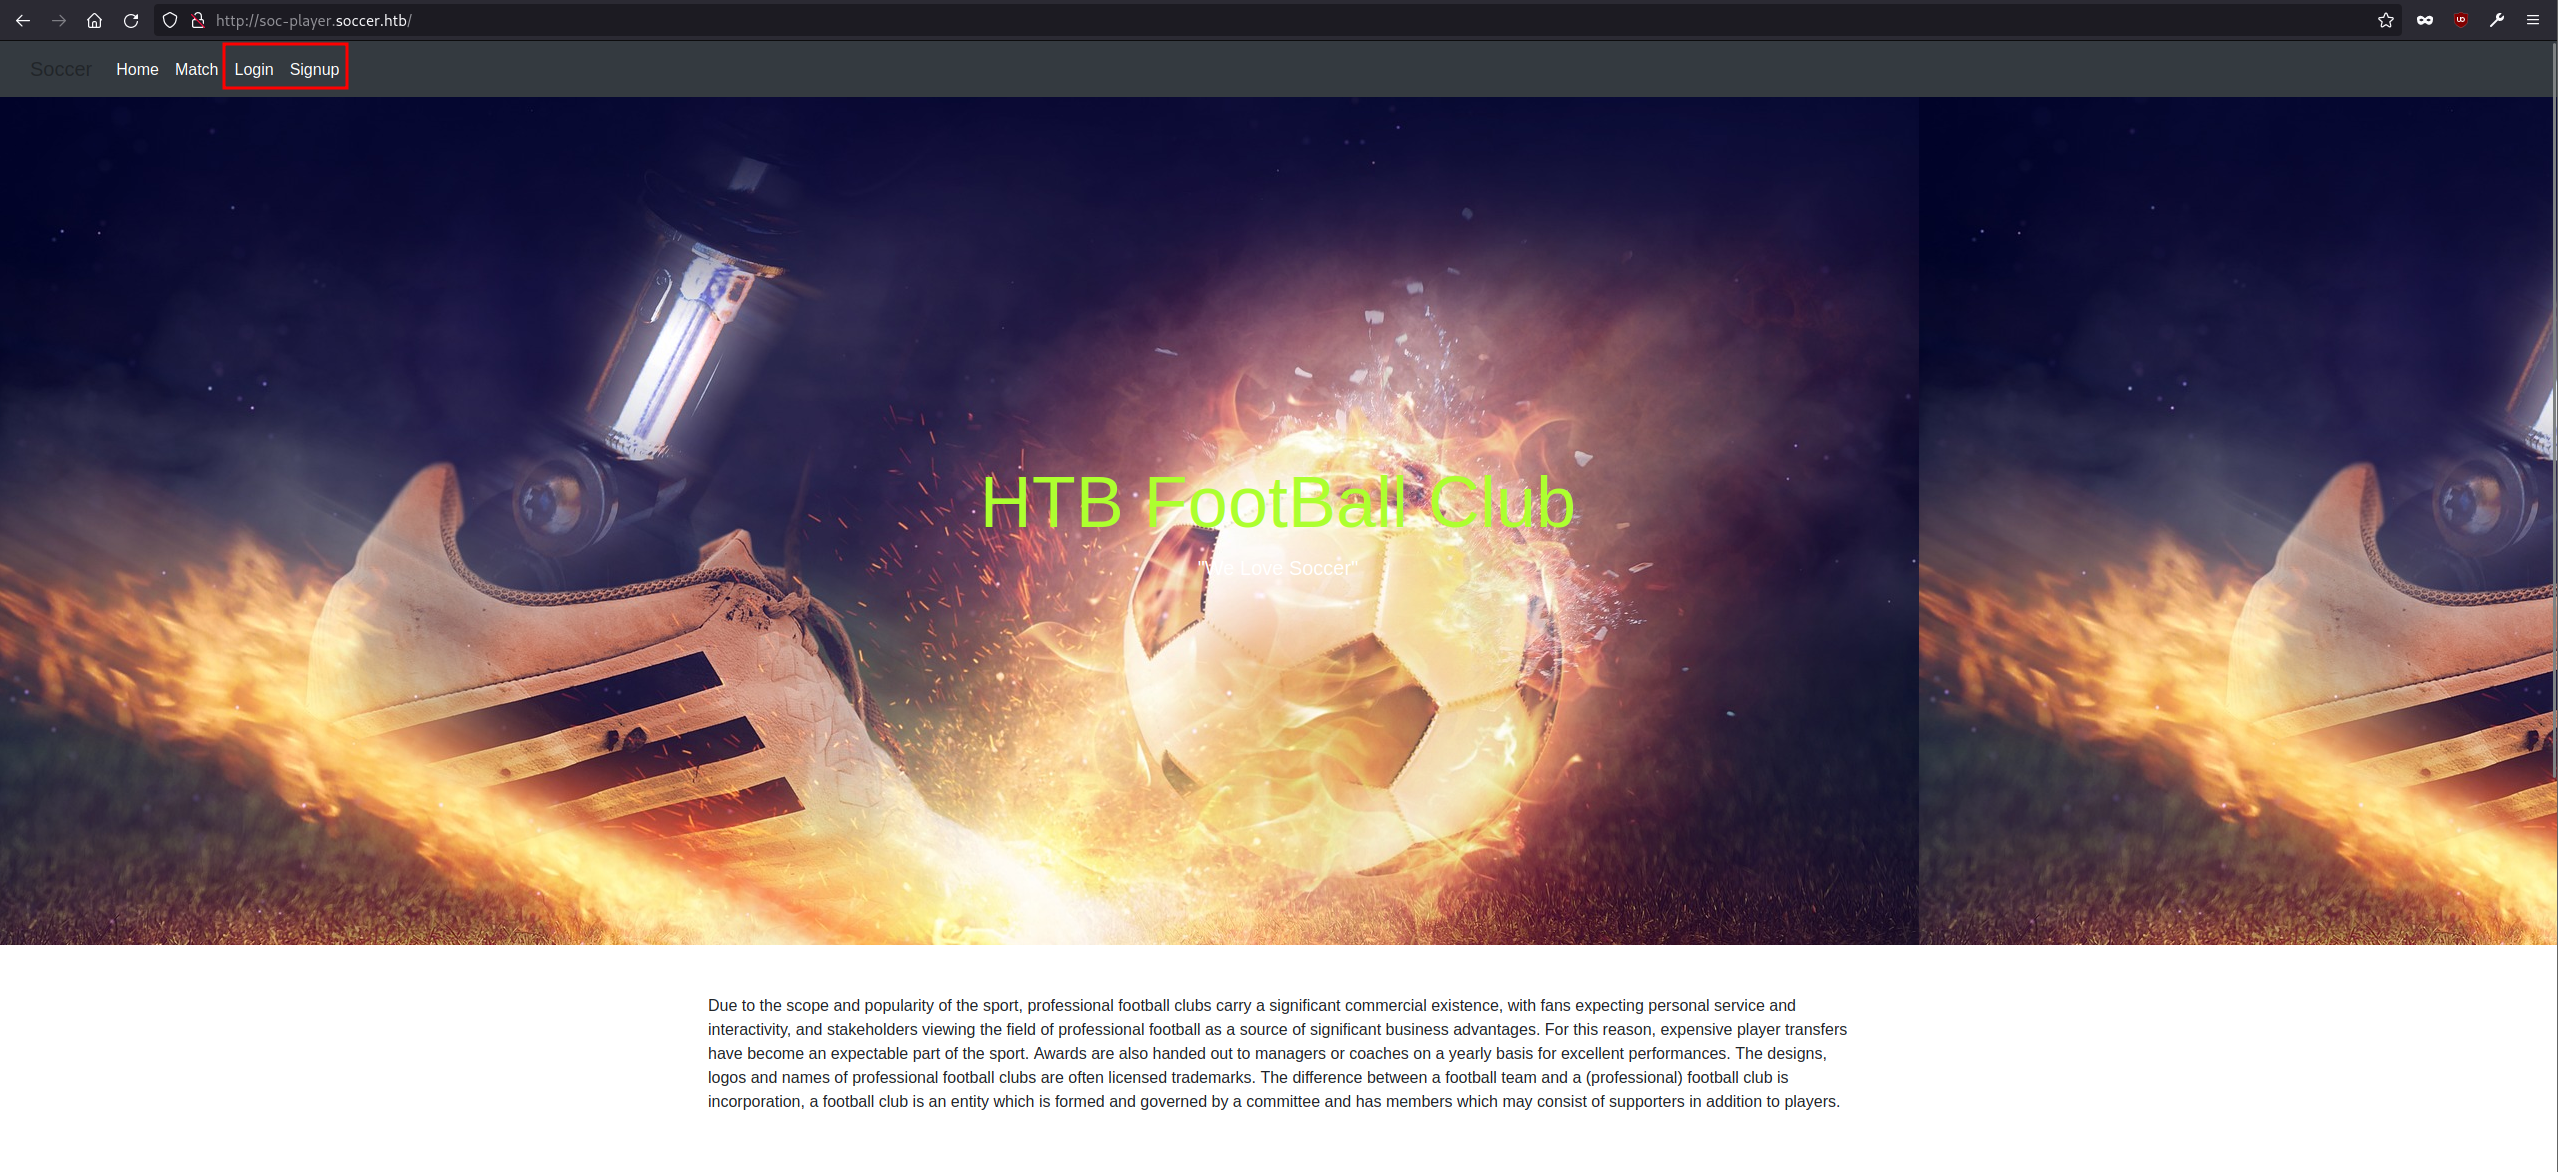 http://soc-player.soccer.htb/
Soccer Home Match Login Signup
HTB FootBall Club
"We Love Soccer"
Due to the scope and popularity of the sport, professional football clubs carry a significant commercial existence, with fans expecting personal service and
interactivity, and stakeholders viewing the field of professional football as a source of significant business advantages. For this reason, expensive player transfers
have become an expectable part of the sport. Awards are also handed out to managers or coaches on a yearly basis for excellent performances. The designs,
logos and names of professional football clubs are often licensed trademarks. The difference between a football team and a (professional) football club is
incorporation, a football club is an entity which is formed and governed by a committee and has members which may consist of supporters in addition to players.